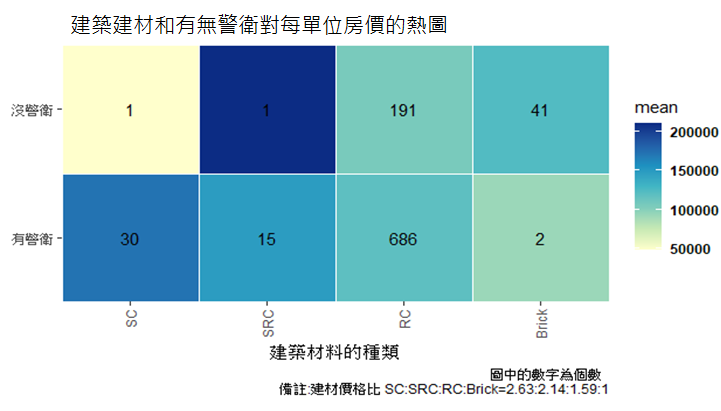 建築建材和有無警衛對每單位房價的熱圖
沒警衛
1
1
191
41
有警衛
30
15
686
2
SC
SRC
RC
Brick
建築材料的種類
mean
200000
150000
100000
50000
圖中的數字為個數
備註:建材價格比 SC:SRC:RC:Brick=2.63:2.14:1.59:1